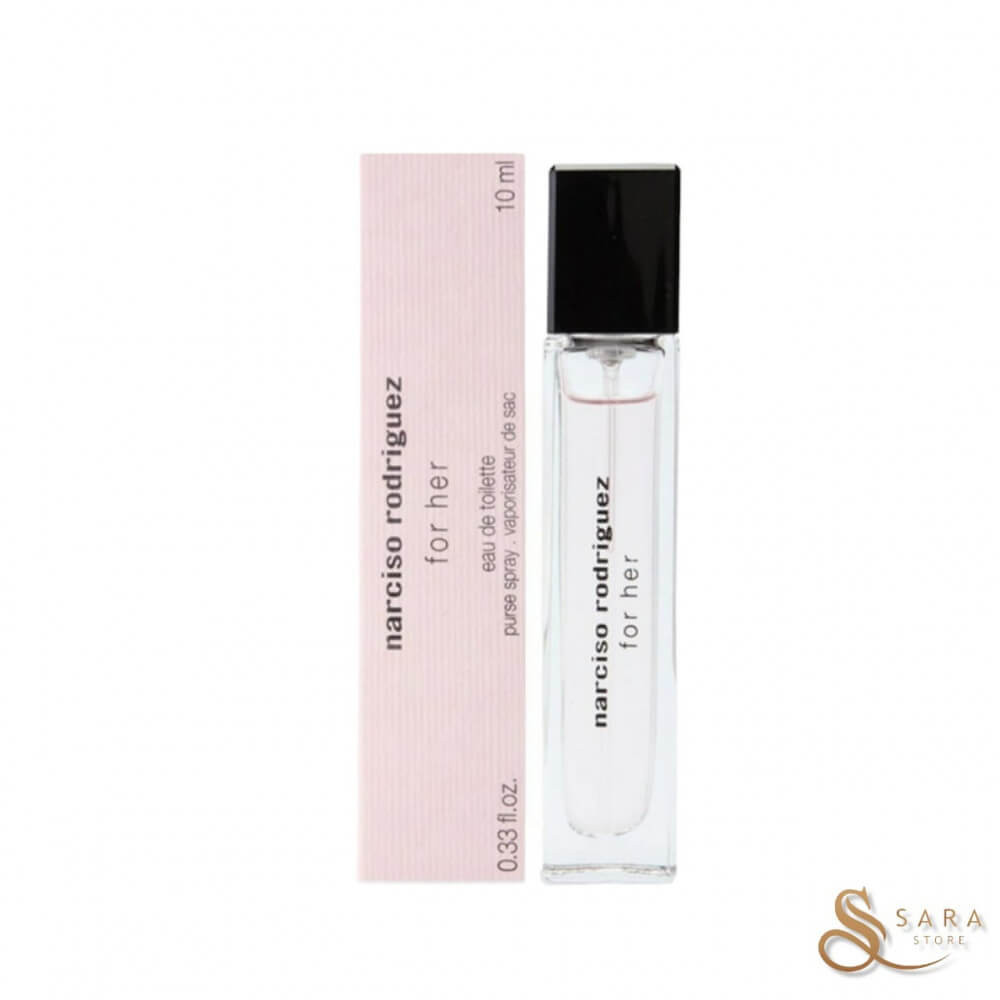 narciso rodriguez
for her
eau de toilette
purse spray . vaporisateur de sac
0.33 fl.oz.
10 ml
narciso rodriguez
for her
SARA
STORE